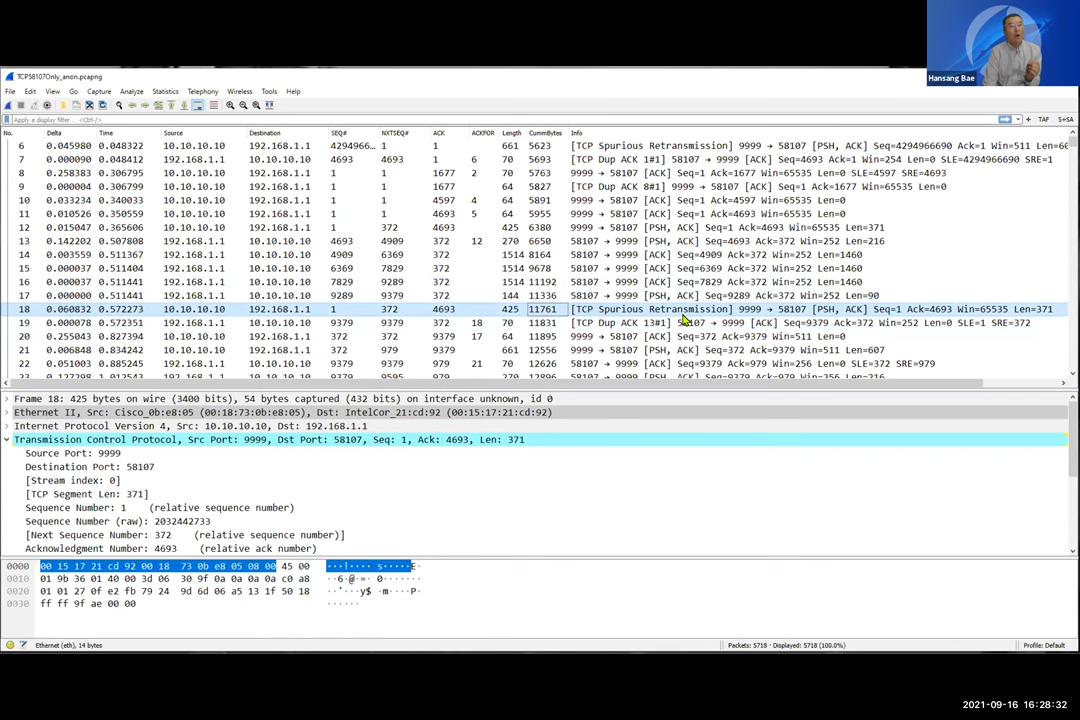 Hansang Bae
TCP58107Only_anon.pcapng
File Edit View Go Capture Analyze Statistics Telephony Wireless Tools Help
Apply a display filter ... <Ctrl-/> + TAF S+SA
No. Delta Time Source Destination SEQ# NXTSEQ# ACK ACKFOR Length CummBytes Info
6 0.045980 0.048322 10.10.10.10 192.168.1.1 4294966... 1 1 661 5623 [TCP Spurious Retransmission] 9999 → 58107 [PSH, ACK] Seq=4294966690 Ack=1 Win=511 Len=60
7 0.000090 0.048412 192.168.1.1 10.10.10.10 4693 4693 1 6 70 5693 [TCP Dup ACK 1#1] 58107 → 9999 [ACK] Seq=4693 Ack=1 Win=254 Len=0 SLE=4294966690 SRE=1
8 0.258383 0.306795 10.10.10.10 192.168.1.1 1 1 1677 2 70 5763 9999 → 58107 [ACK] Seq=1 Ack=1677 Win=65535 Len=0 SLE=4597 SRE=4693
9 0.000004 0.306799 10.10.10.10 192.168.1.1 1 1 1677 64 5827 [TCP Dup ACK 8#1] 9999 → 58107 [ACK] Seq=1 Ack=1677 Win=65535 Len=0
10 0.033234 0.340033 10.10.10.10 192.168.1.1 1 1 4597 4 64 5891 9999 → 58107 [ACK] Seq=1 Ack=4597 Win=65535 Len=0
11 0.010526 0.350559 10.10.10.10 192.168.1.1 1 1 4693 5 64 5955 9999 → 58107 [ACK] Seq=1 Ack=4693 Win=65535 Len=0
12 0.015047 0.365606 10.10.10.10 192.168.1.1 1 372 4693 425 6380 9999 → 58107 [PSH, ACK] Seq=1 Ack=4693 Win=65535 Len=371
13 0.142202 0.507808 192.168.1.1 10.10.10.10 4693 4909 372 12 270 6650 58107 → 9999 [PSH, ACK] Seq=4693 Ack=372 Win=252 Len=216
14 0.003559 0.511367 192.168.1.1 10.10.10.10 4909 6369 372 1514 8164 58107 → 9999 [ACK] Seq=4909 Ack=372 Win=252 Len=1460
15 0.000037 0.511404 192.168.1.1 10.10.10.10 6369 7829 372 1514 9678 58107 → 9999 [ACK] Seq=6369 Ack=372 Win=252 Len=1460
16 0.000037 0.511441 192.168.1.1 10.10.10.10 7829 9289 372 1514 11192 58107 → 9999 [ACK] Seq=7829 Ack=372 Win=252 Len=1460
17 0.000000 0.511441 192.168.1.1 10.10.10.10 9289 9379 372 144 11336 58107 → 9999 [PSH, ACK] Seq=9289 Ack=372 Win=252 Len=90
18 0.060832 0.572273 10.10.10.10 192.168.1.1 1 372 4693 425 11761 [TCP Spurious Retransmission] 9999 → 58107 [PSH, ACK] Seq=1 Ack=4693 Win=65535 Len=371
19 0.000078 0.572351 192.168.1.1 10.10.10.10 9379 9379 372 18 70 11831 [TCP Dup ACK 13#1] 58107 → 9999 [ACK] Seq=9379 Ack=372 Win=252 Len=0 SLE=1 SRE=372
20 0.255043 0.827394 10.10.10.10 192.168.1.1 372 372 9379 17 64 11895 9999 → 58107 [ACK] Seq=372 Ack=9379 Win=511 Len=0
21 0.006848 0.834242 10.10.10.10 192.168.1.1 372 979 9379 661 12556 9999 → 58107 [PSH, ACK] Seq=372 Ack=9379 Win=511 Len=607
22 0.051003 0.885245 192.168.1.1 10.10.10.10 9379 9379 979 21 70 12626 58107 → 9999 [ACK] Seq=9379 Ack=979 Win=256 Len=0 SLE=372 SRE=979
Frame 18: 425 bytes on wire (3400 bits), 54 bytes captured (432 bits) on interface unknown, id 0
Ethernet II, Src: Cisco_0b:e8:05 (00:18:73:0b:e8:05), Dst: IntelCor_21:cd:92 (00:15:17:21:cd:92)
Internet Protocol Version 4, Src: 10.10.10.10, Dst: 192.168.1.1
Transmission Control Protocol, Src Port: 9999, Dst Port: 58107, Seq: 1, Ack: 4693, Len: 371
Source Port: 9999
Destination Port: 58107
[Stream index: 0]
[TCP Segment Len: 371]
Sequence Number: 1 (relative sequence number)
Sequence Number (raw): 2032442733
[Next Sequence Number: 372 (relative sequence number)]
Acknowledgment Number: 4693 (relative ack number)
0000 00 15 17 21 cd 92 00 18 73 0b e8 05 08 00 45 00 ···!···· s·····E·
0010 01 9b 36 01 40 00 3d 06 30 9f 0a 0a 0a 0a c0 a8 ··6·@·=· 0·······
0020 01 01 27 0f e2 fb 79 24 9d 6d 06 a5 13 1f 50 18 ··'···y$ ·m····P·
0030 ff ff 9f ae 00 00 ······
Ethernet (eth), 14 bytes Packets: 5718 · Displayed: 5718 (100.0%) Profile: Default
2021-09-16 16:28:32